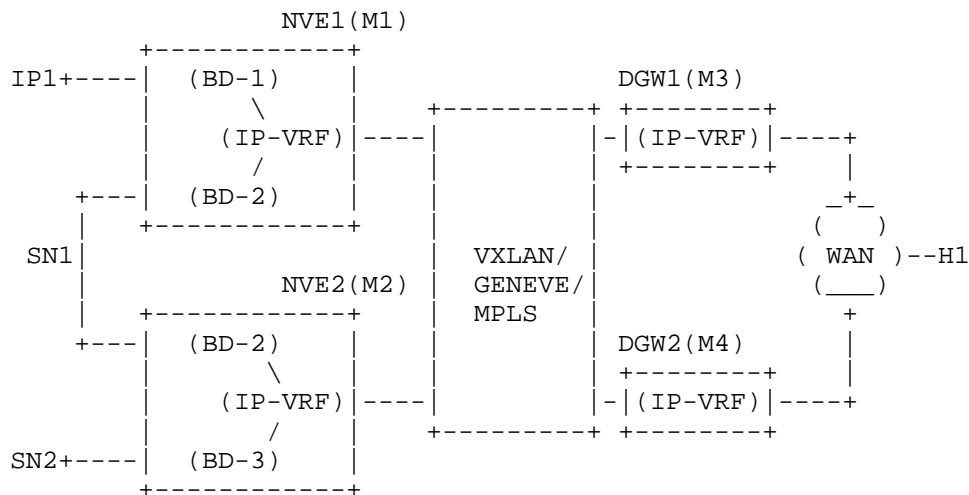 NVE1(M1)
IP1 (BD-1) DGW1(M3)
(IP-VRF) (IP-VRF)
(BD-2)
SN1 VXLAN/ ( WAN )--H1
NVE2(M2) GENEVE/
MPLS
(BD-2) DGW2(M4)
(IP-VRF) (IP-VRF)
SN2 (BD-3)